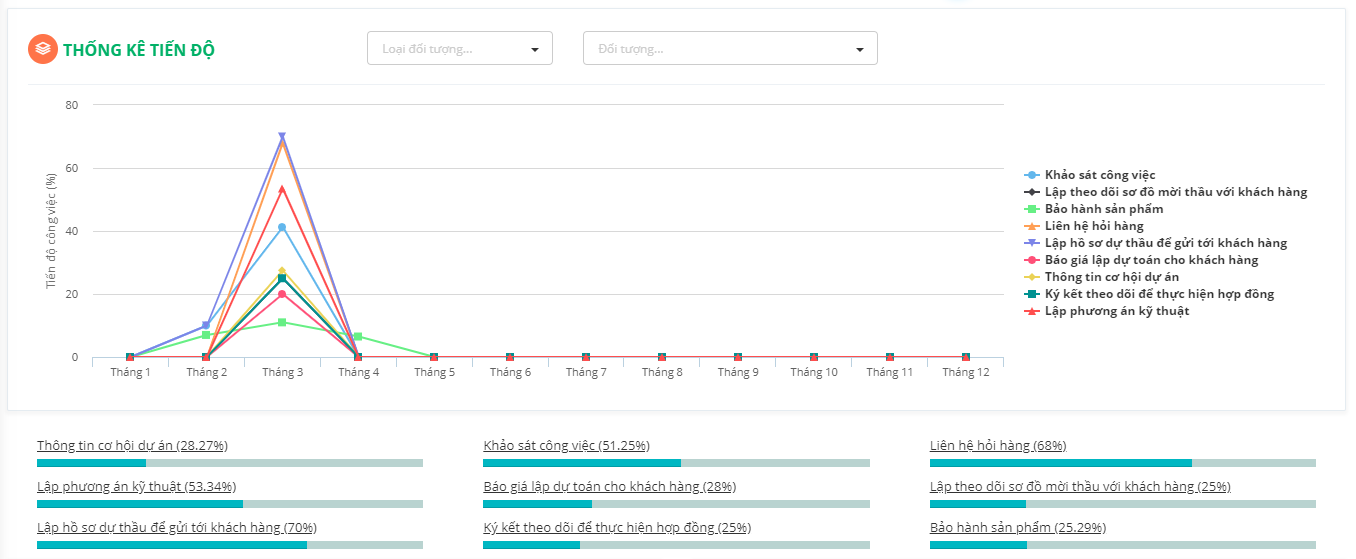 THỐNG KÊ TIẾN ĐỘ
Loại đối tượng...
Đối tượng...
Tiến độ công việc (%)
80
60
40
20
0
Tháng 1
Tháng 2
Tháng 3
Tháng 4
Tháng 5
Tháng 6
Tháng 7
Tháng 8
Tháng 9
Tháng 10
Tháng 11
Tháng 12
Khảo sát công việc
Lập theo dõi sơ đồ mời thầu với khách hàng
Bảo hành sản phẩm
Liên hệ hỏi hàng
Lập hồ sơ dự thầu để gửi tới khách hàng
Báo giá lập dự toán cho khách hàng
Thông tin cơ hội dự án
Ký kết theo dõi để thực hiện hợp đồng
Lập phương án kỹ thuật
Thông tin cơ hội dự án (28.27%)
Khảo sát công việc (51.25%)
Liên hệ hỏi hàng (68%)
Lập phương án kỹ thuật (53.34%)
Báo giá lập dự toán cho khách hàng (28%)
Lập theo dõi sơ đồ mời thầu với khách hàng (25%)
Lập hồ sơ dự thầu để gửi tới khách hàng (70%)
Ký kết theo dõi để thực hiện hợp đồng (25%)
Bảo hành sản phẩm (25.29%)